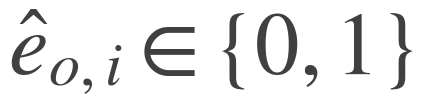 ê_{o,i} ∈ {0, 1}